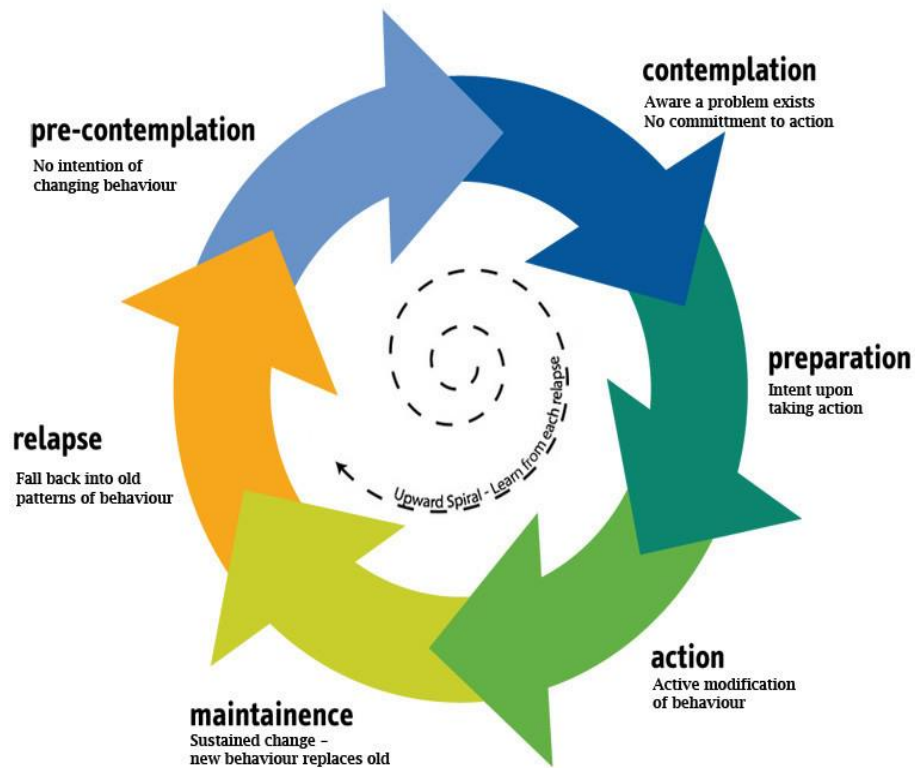 contemplation
Aware a problem exists
No committment to action
pre-contemplation
No intention of
changing behaviour
preparation
Intent upon
taking action
relapse
Fall back into old
patterns of behaviour
Upward Spiral - Learn from each relapse
action
Active modification
of behaviour
maintainence
Sustained change –
new behaviour replaces old